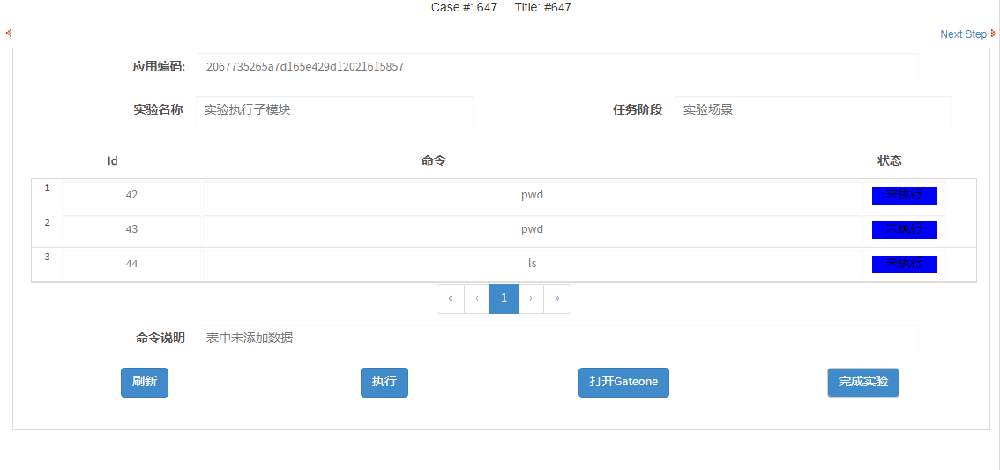 Case #: 647 Title: #647
Next Step
应用编码: 2067735265a7d165e429d12021615857
实验名称 实验执行子模块 任务阶段 实验场景
Id 命令 状态
1 42 pwd 未执行
2 43 pwd 未执行
3 44 ls 未执行
« ‹ 1 › »
命令说明 表中未添加数据
刷新 执行 打开Gateone 完成实验